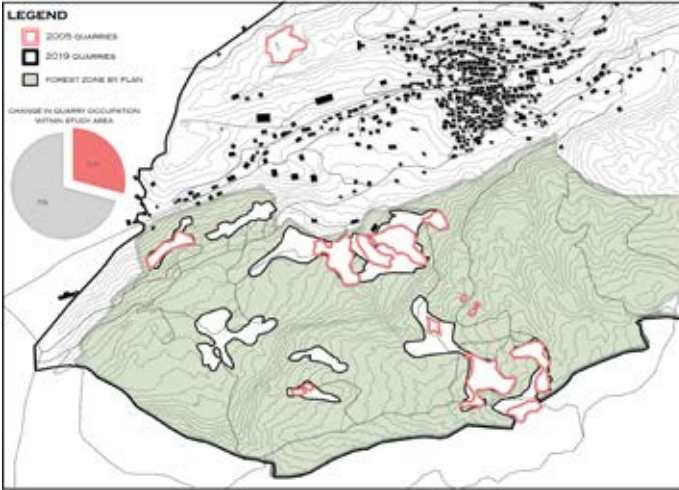 LEGEND
2005 QUARRIES
2019 QUARRIES
FOREST ZONE BY PLAN
CHANGE IN QUARRY OCCUPATION
WITHIN STUDY AREA